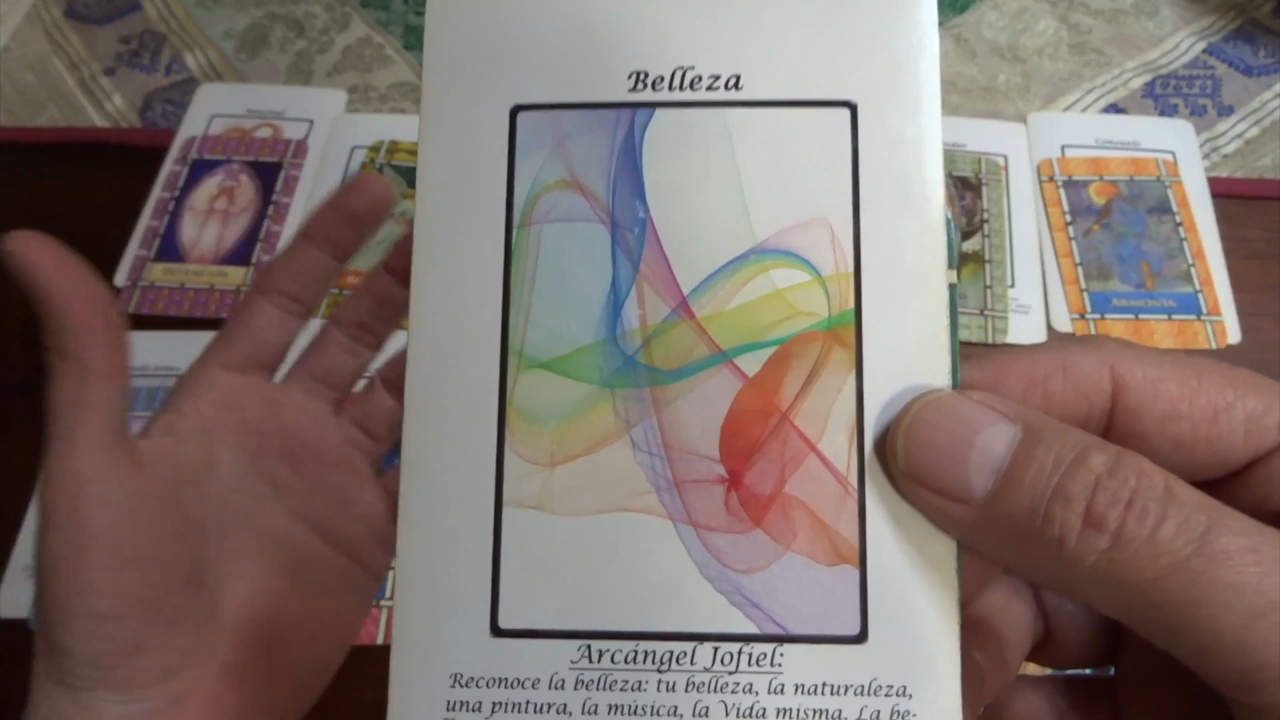 Belleza
Consuelo
ARMONÍA
Arcángel Jofiel:
Reconoce la belleza: tu belleza, la naturaleza,
una pintura, la música, la Vida misma. La be-